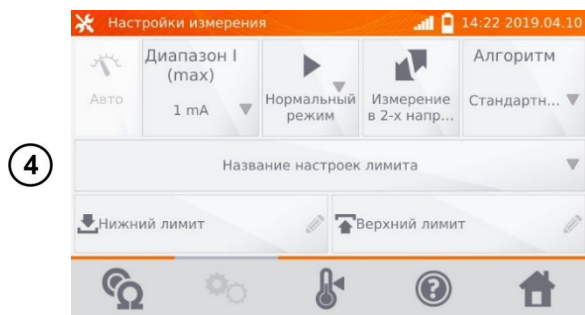 Настройки измерения 14:22 2019.04.10
Авто
Диапазон I
(max)
1 mA
Нормальный
режим
Измерение
в 2-х напр...
Алгоритм
Стандартн...
4
Название настроек лимита
Нижний лимит
Верхний лимит